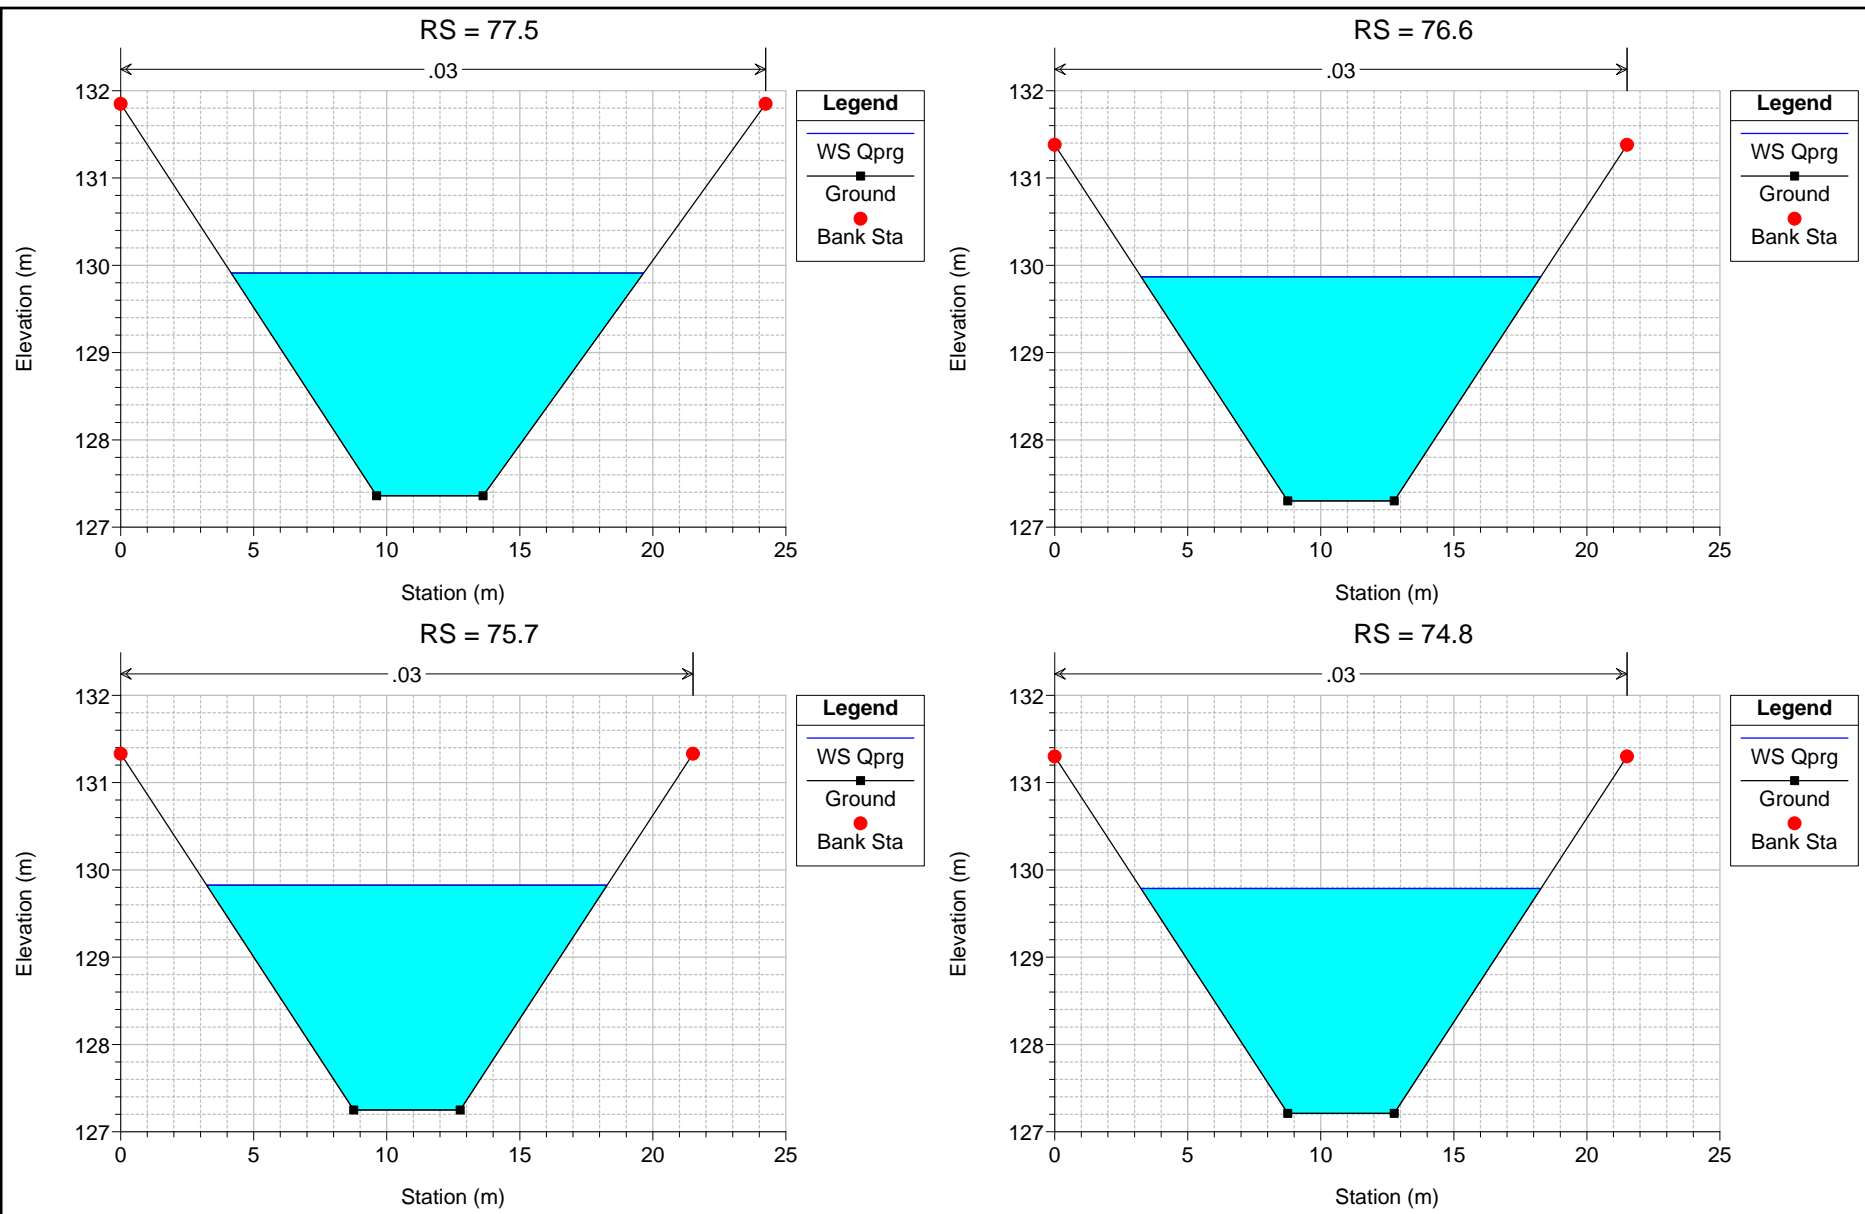 RS = 77.5
.03
132
131
130
129
128
127
0 5 10 15 20 25
Elevation (m)
Station (m)
Legend
WS Qprg
Ground
Bank Sta
RS = 76.6
.03
132
131
130
129
128
127
0 5 10 15 20 25
Elevation (m)
Station (m)
Legend
WS Qprg
Ground
Bank Sta
RS = 75.7
.03
132
131
130
129
128
127
0 5 10 15 20 25
Elevation (m)
Station (m)
Legend
WS Qprg
Ground
Bank Sta
RS = 74.8
.03
132
131
130
129
128
127
0 5 10 15 20 25
Elevation (m)
Station (m)
Legend
WS Qprg
Ground
Bank Sta